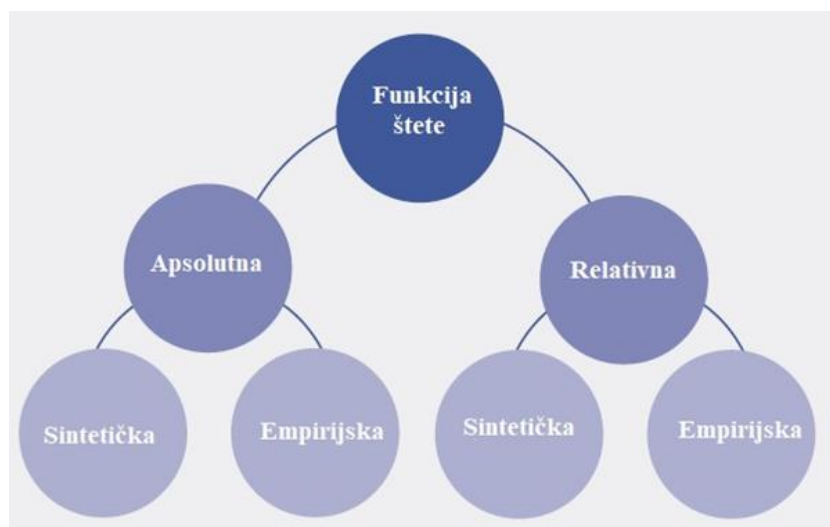 Funkcija
štete
Apsolutna
Relativna
Sintetička
Empirijska
Sintetička
Empirijska